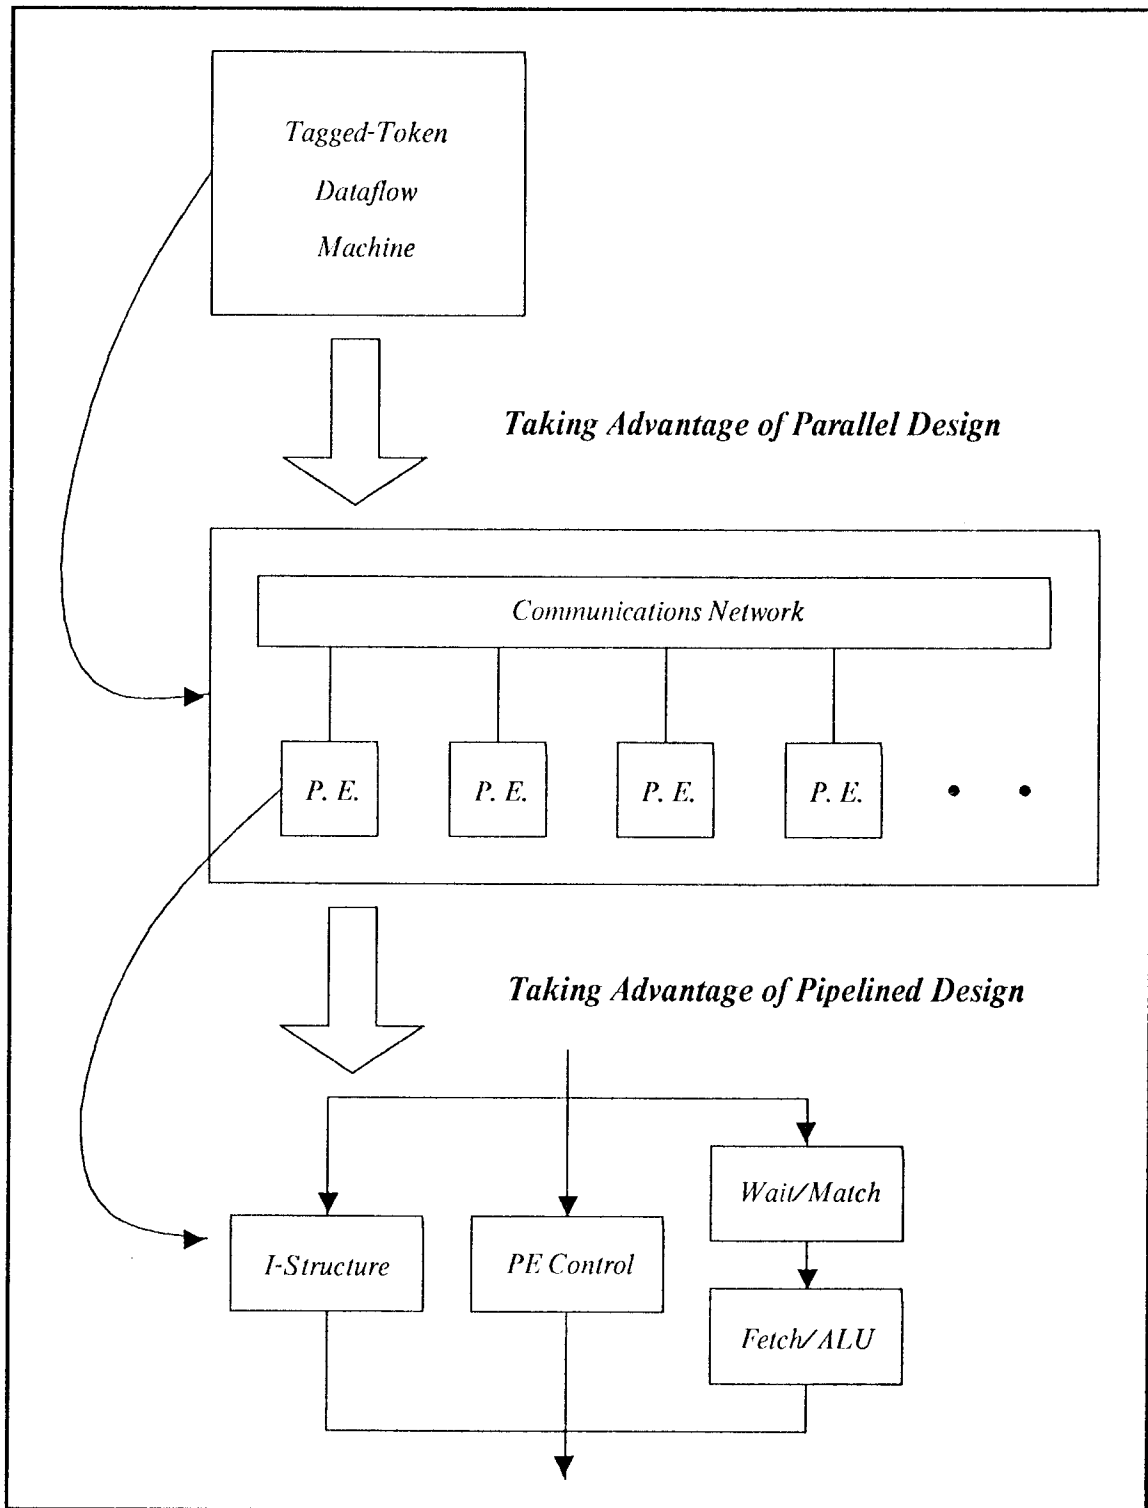 Tagged-Token
Dataflow
Machine
Taking Advantage of Parallel Design
Communications Network
P. E.
P. E.
P. E.
P. E.
Taking Advantage of Pipelined Design
Wait/Match
I-Structure
PE Control
Fetch/ALU